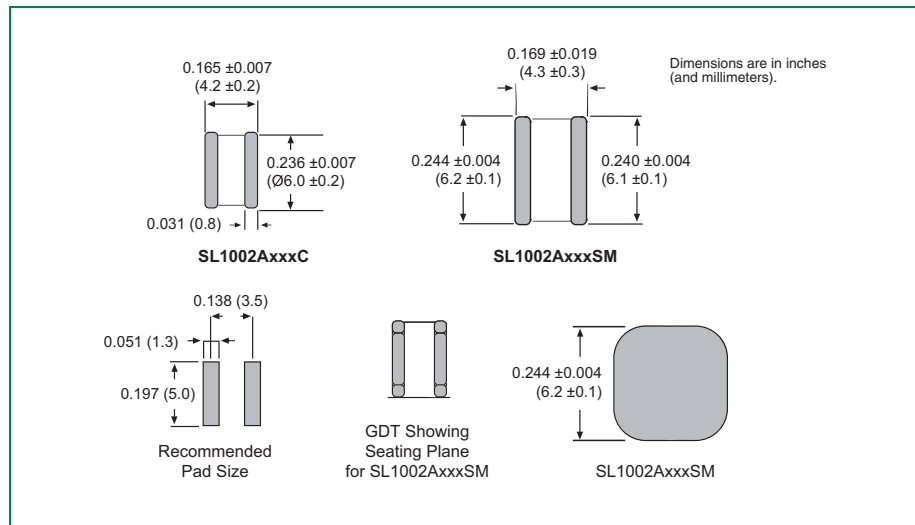 0.165 ±0.007
(4.2 ±0.2)
0.236 ±0.007
(Ø6.0 ±0.2)
0.031 (0.8)
SL1002AxxxC
0.169 ±0.019
(4.3 ±0.3)
0.244 ±0.004
(6.2 ±0.1)
0.240 ±0.004
(6.1 ±0.1)
SL1002AxxxSM
Dimensions are in inches
(and millimeters).
0.138 (3.5)
0.051 (1.3)
0.197 (5.0)
Recommended
Pad Size
GDT Showing
Seating Plane
for SL1002AxxxSM
0.244 ±0.004
(6.2 ±0.1)
SL1002AxxxSM